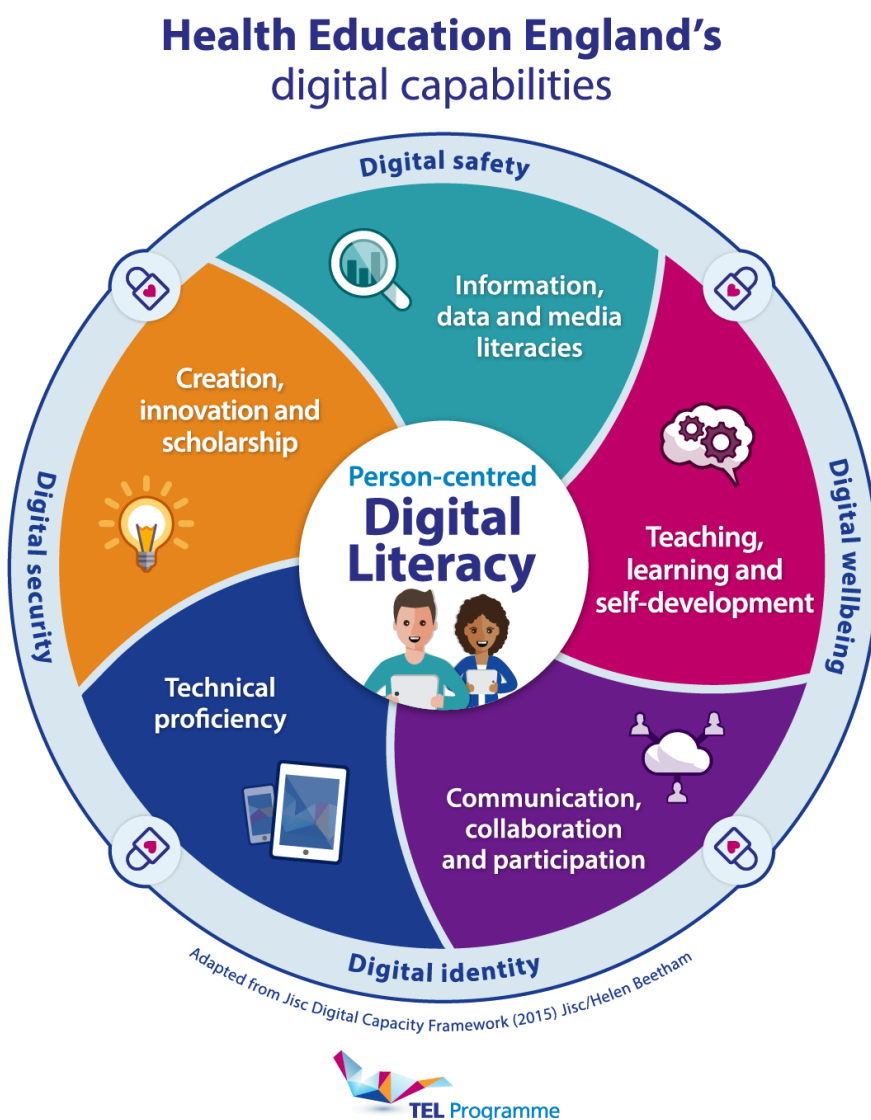 Health Education England's
digital capabilities
Digital safety
Information,
data and media
literacies
Creation,
innovation and
scholarship
Person-centred
Digital
Literacy
Teaching,
learning and
self-development
Digital security
Digital wellbeing
Technical
proficiency
Communication,
collaboration
and participation
Digital identity
Adapted from Jisc Digital Capacity Framework (2015) Jisc/Helen Beetham
TEL Programme